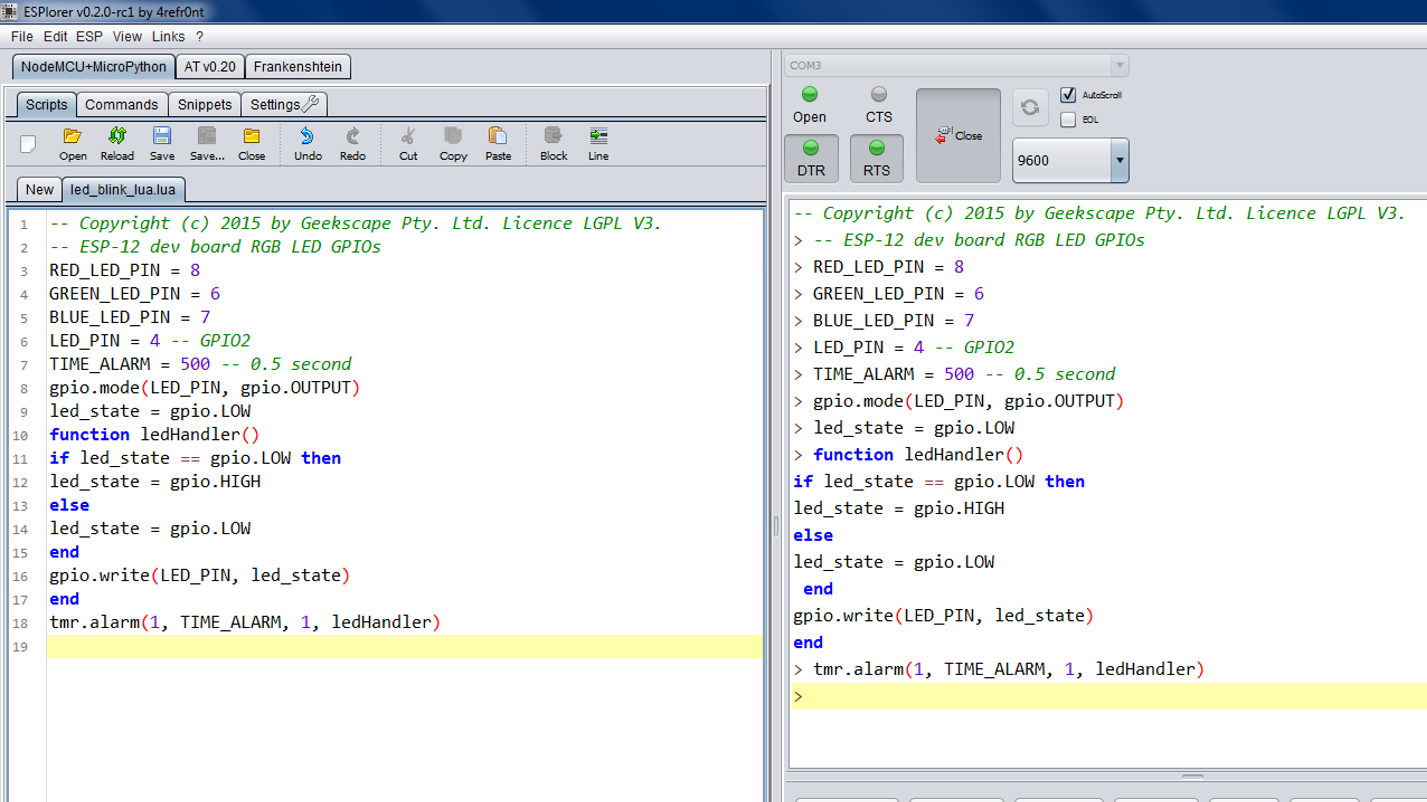 ESPlorer v0.2.0-rc1 by 4refr0nt
File Edit ESP View Links ?
NodeMCU+MicroPython AT v0.20 Frankenshtein
Scripts Commands Snippets Settings
Open Reload Save Save... Close Undo Redo Cut Copy Paste Block Line
New led_blink_lua.lua
1 -- Copyright (c) 2015 by Geekscape Pty. Ltd. Licence LGPL V3.
2 -- ESP-12 dev board RGB LED GPIOs
3 RED_LED_PIN = 8
4 GREEN_LED_PIN = 6
5 BLUE_LED_PIN = 7
6 LED_PIN = 4 -- GPIO2
7 TIME_ALARM = 500 -- 0.5 second
8 gpio.mode(LED_PIN, gpio.OUTPUT)
9 led_state = gpio.LOW
10 function ledHandler()
11 if led_state == gpio.LOW then
12 led_state = gpio.HIGH
13 else
14 led_state = gpio.LOW
15 end
16 gpio.write(LED_PIN, led_state)
17 end
18 tmr.alarm(1, TIME_ALARM, 1, ledHandler)
19
COM3
Open CTS Close AutoScroll
EOL
DTR RTS 9600
-- Copyright (c) 2015 by Geekscape Pty. Ltd. Licence LGPL V3.
> -- ESP-12 dev board RGB LED GPIOs
> RED_LED_PIN = 8
> GREEN_LED_PIN = 6
> BLUE_LED_PIN = 7
> LED_PIN = 4 -- GPIO2
> TIME_ALARM = 500 -- 0.5 second
> gpio.mode(LED_PIN, gpio.OUTPUT)
> led_state = gpio.LOW
> function ledHandler()
if led_state == gpio.LOW then
led_state = gpio.HIGH
else
led_state = gpio.LOW
end
gpio.write(LED_PIN, led_state)
end
> tmr.alarm(1, TIME_ALARM, 1, ledHandler)
>